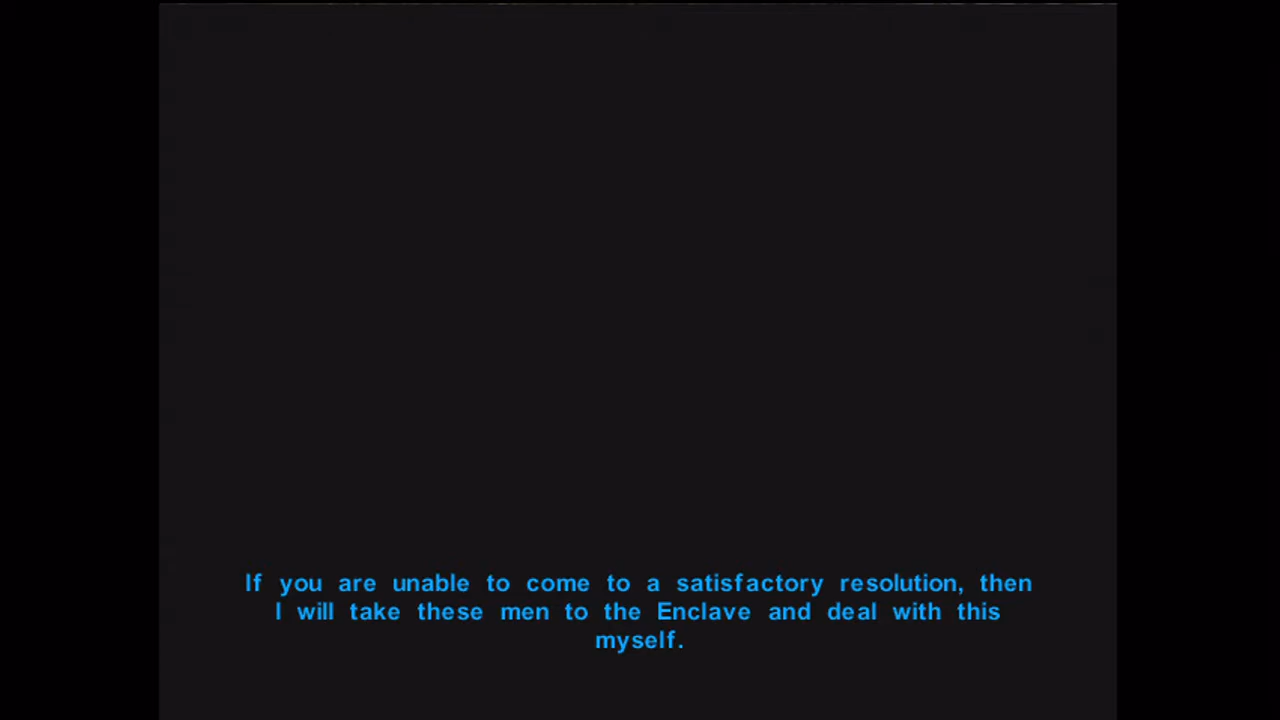 If you are unable to come to a satisfactory resolution, then
I will take these men to the Enclave and deal with this
myself.